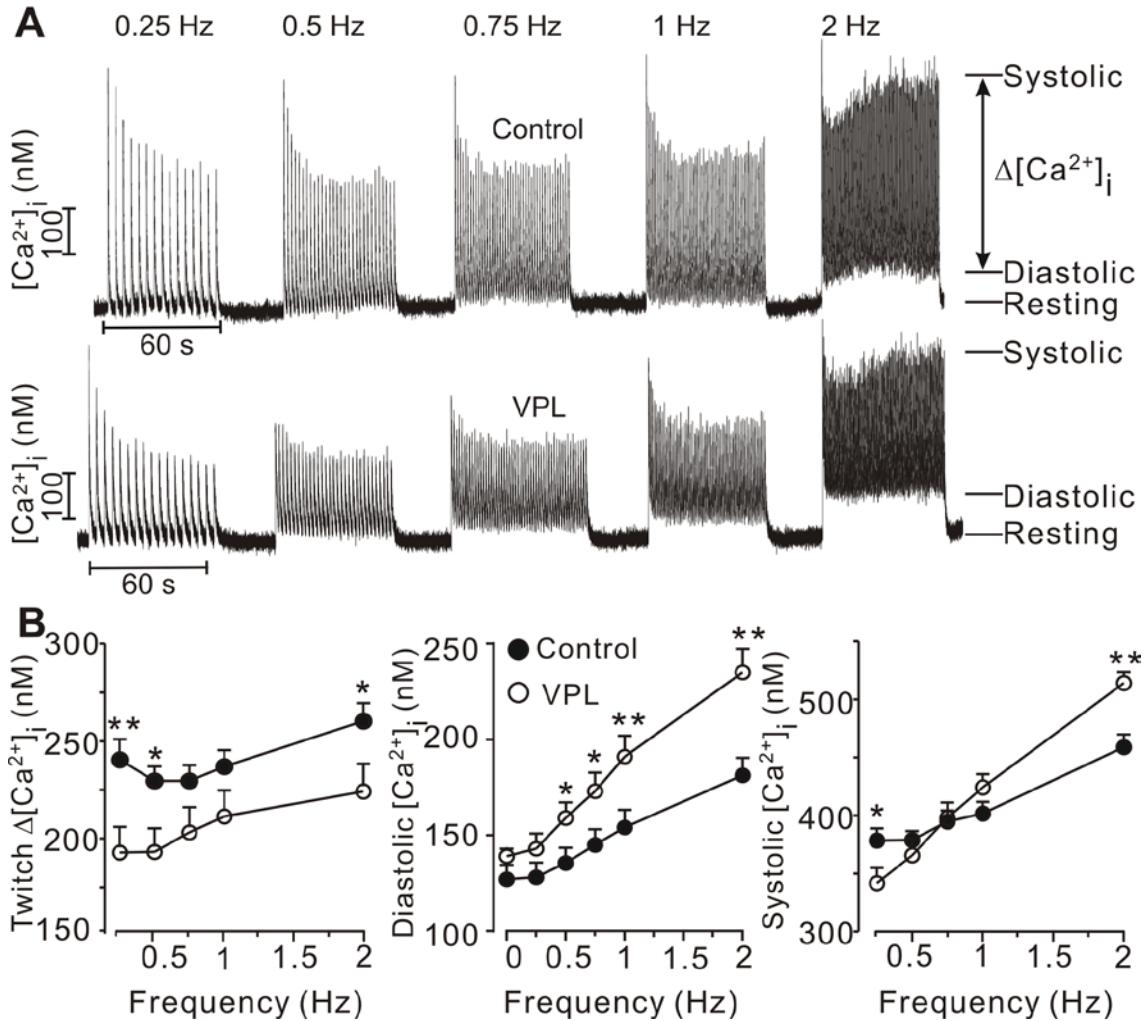 A
0.25 Hz 0.5 Hz 0.75 Hz 1 Hz 2 Hz
[Ca²⁺]ᵢ (nM)
100
Control
Systolic
Δ[Ca²⁺]ᵢ
Diastolic
Resting
60 s
[Ca²⁺]ᵢ (nM)
100
VPL
Systolic
Diastolic
Resting
60 s
B
Twitch Δ[Ca²⁺]ᵢ (nM)
300
250
200
150
** * *
0.5 1 1.5 2
Frequency (Hz)
Diastolic [Ca²⁺]ᵢ (nM)
250
200
150
100
Control
VPL
* * ** **
0 0.5 1 1.5 2
Frequency (Hz)
Systolic [Ca²⁺]ᵢ (nM)
500
400
300
* **
0.5 1 1.5 2
Frequency (Hz)